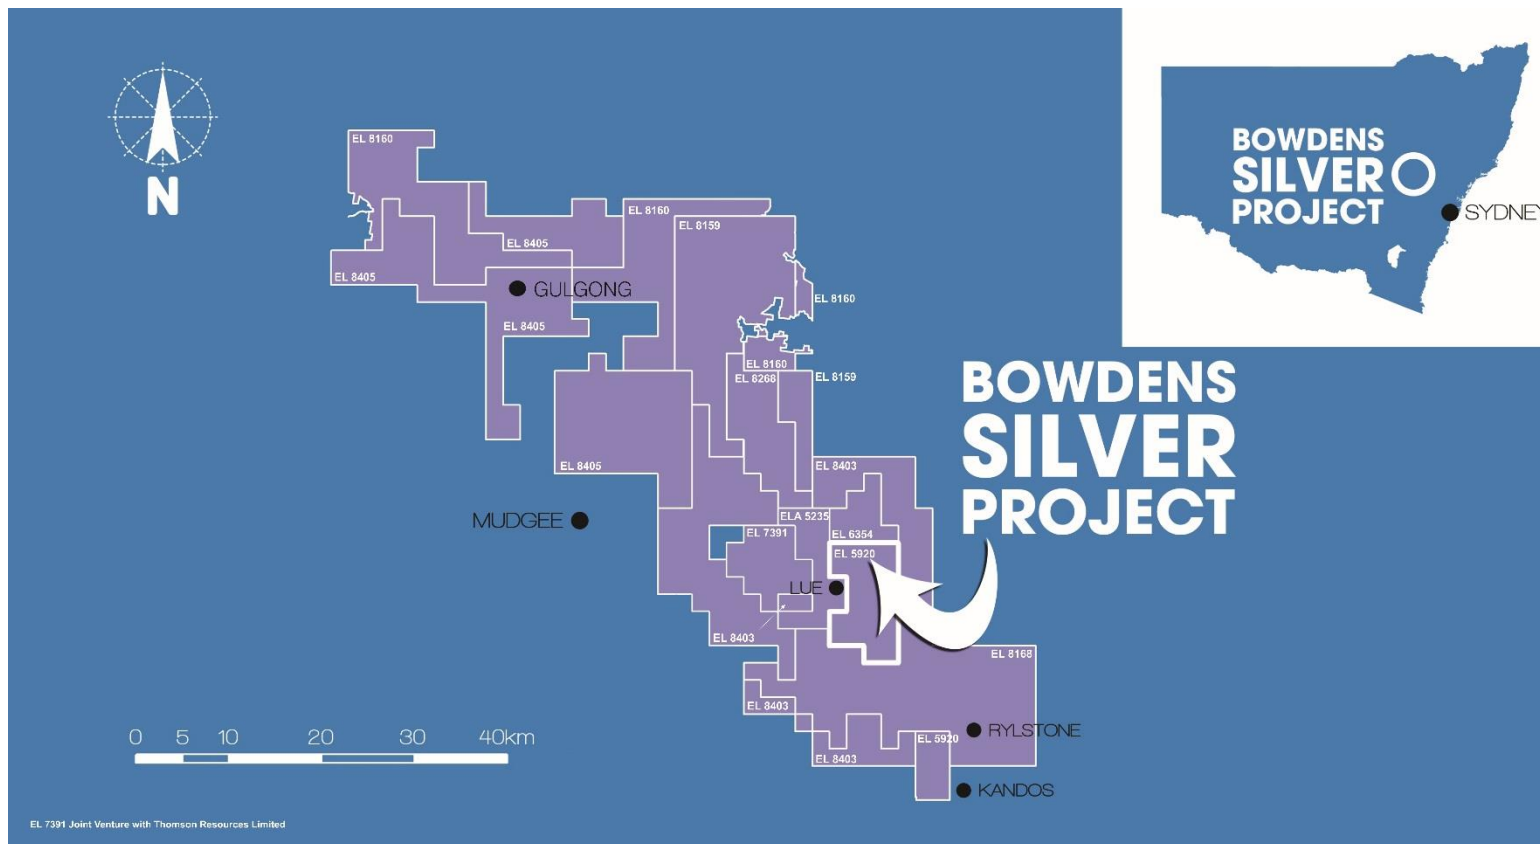 BOWDENS
SILVER
PROJECT
SYDNEY
N
EL 8160
EL 8160
EL 8159
EL 8405
EL 8405
GULGONG
EL 8160
EL 8405
EL 8160
EL 8268
EL 8159
BOWDENS
SILVER
PROJECT
EL 8405
EL 8403
MUDGEE
ELA 5235
EL 7391
EL 6354
EL 5920
LUE
EL 8403
EL 8168
EL 8403
RYLSTONE
EL 5920
EL 8403
KANDOS
0 5 10 20 30 40km
EL 7391 Joint Venture with Thomson Resources Limited